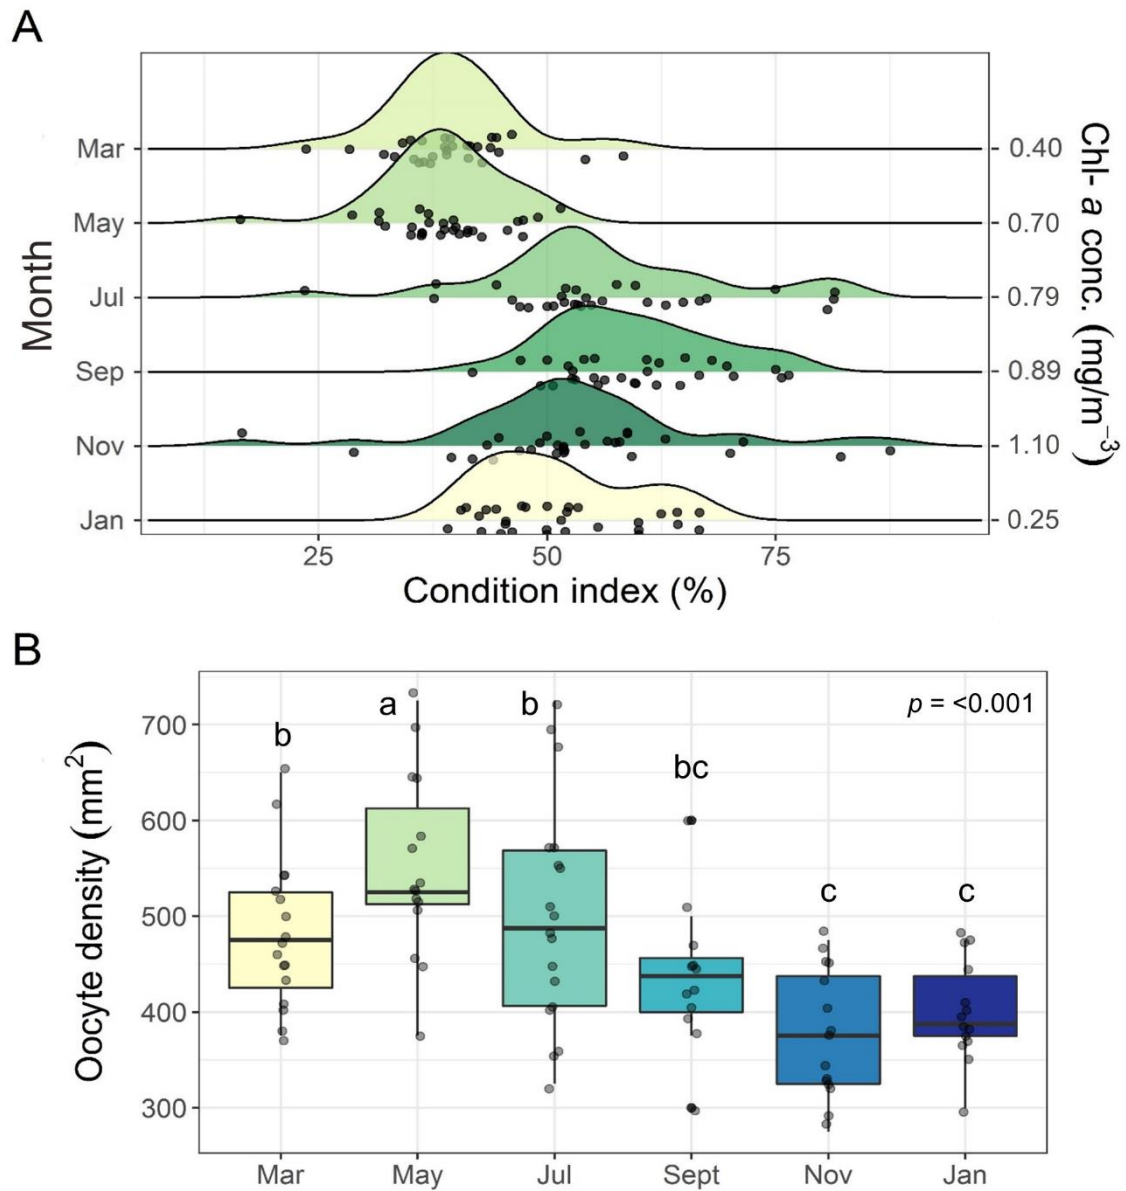 A
Month
Mar
May
Jul
Sep
Nov
Jan
0.40
0.70
0.79
0.89
1.10
0.25
Chl- a conc. (mg/m⁻³)
25 50 75
Condition index (%)
B
Oocyte density (mm²)
700
600
500
400
300
b a b bc c c
p = <0.001
Mar May Jul Sept Nov Jan